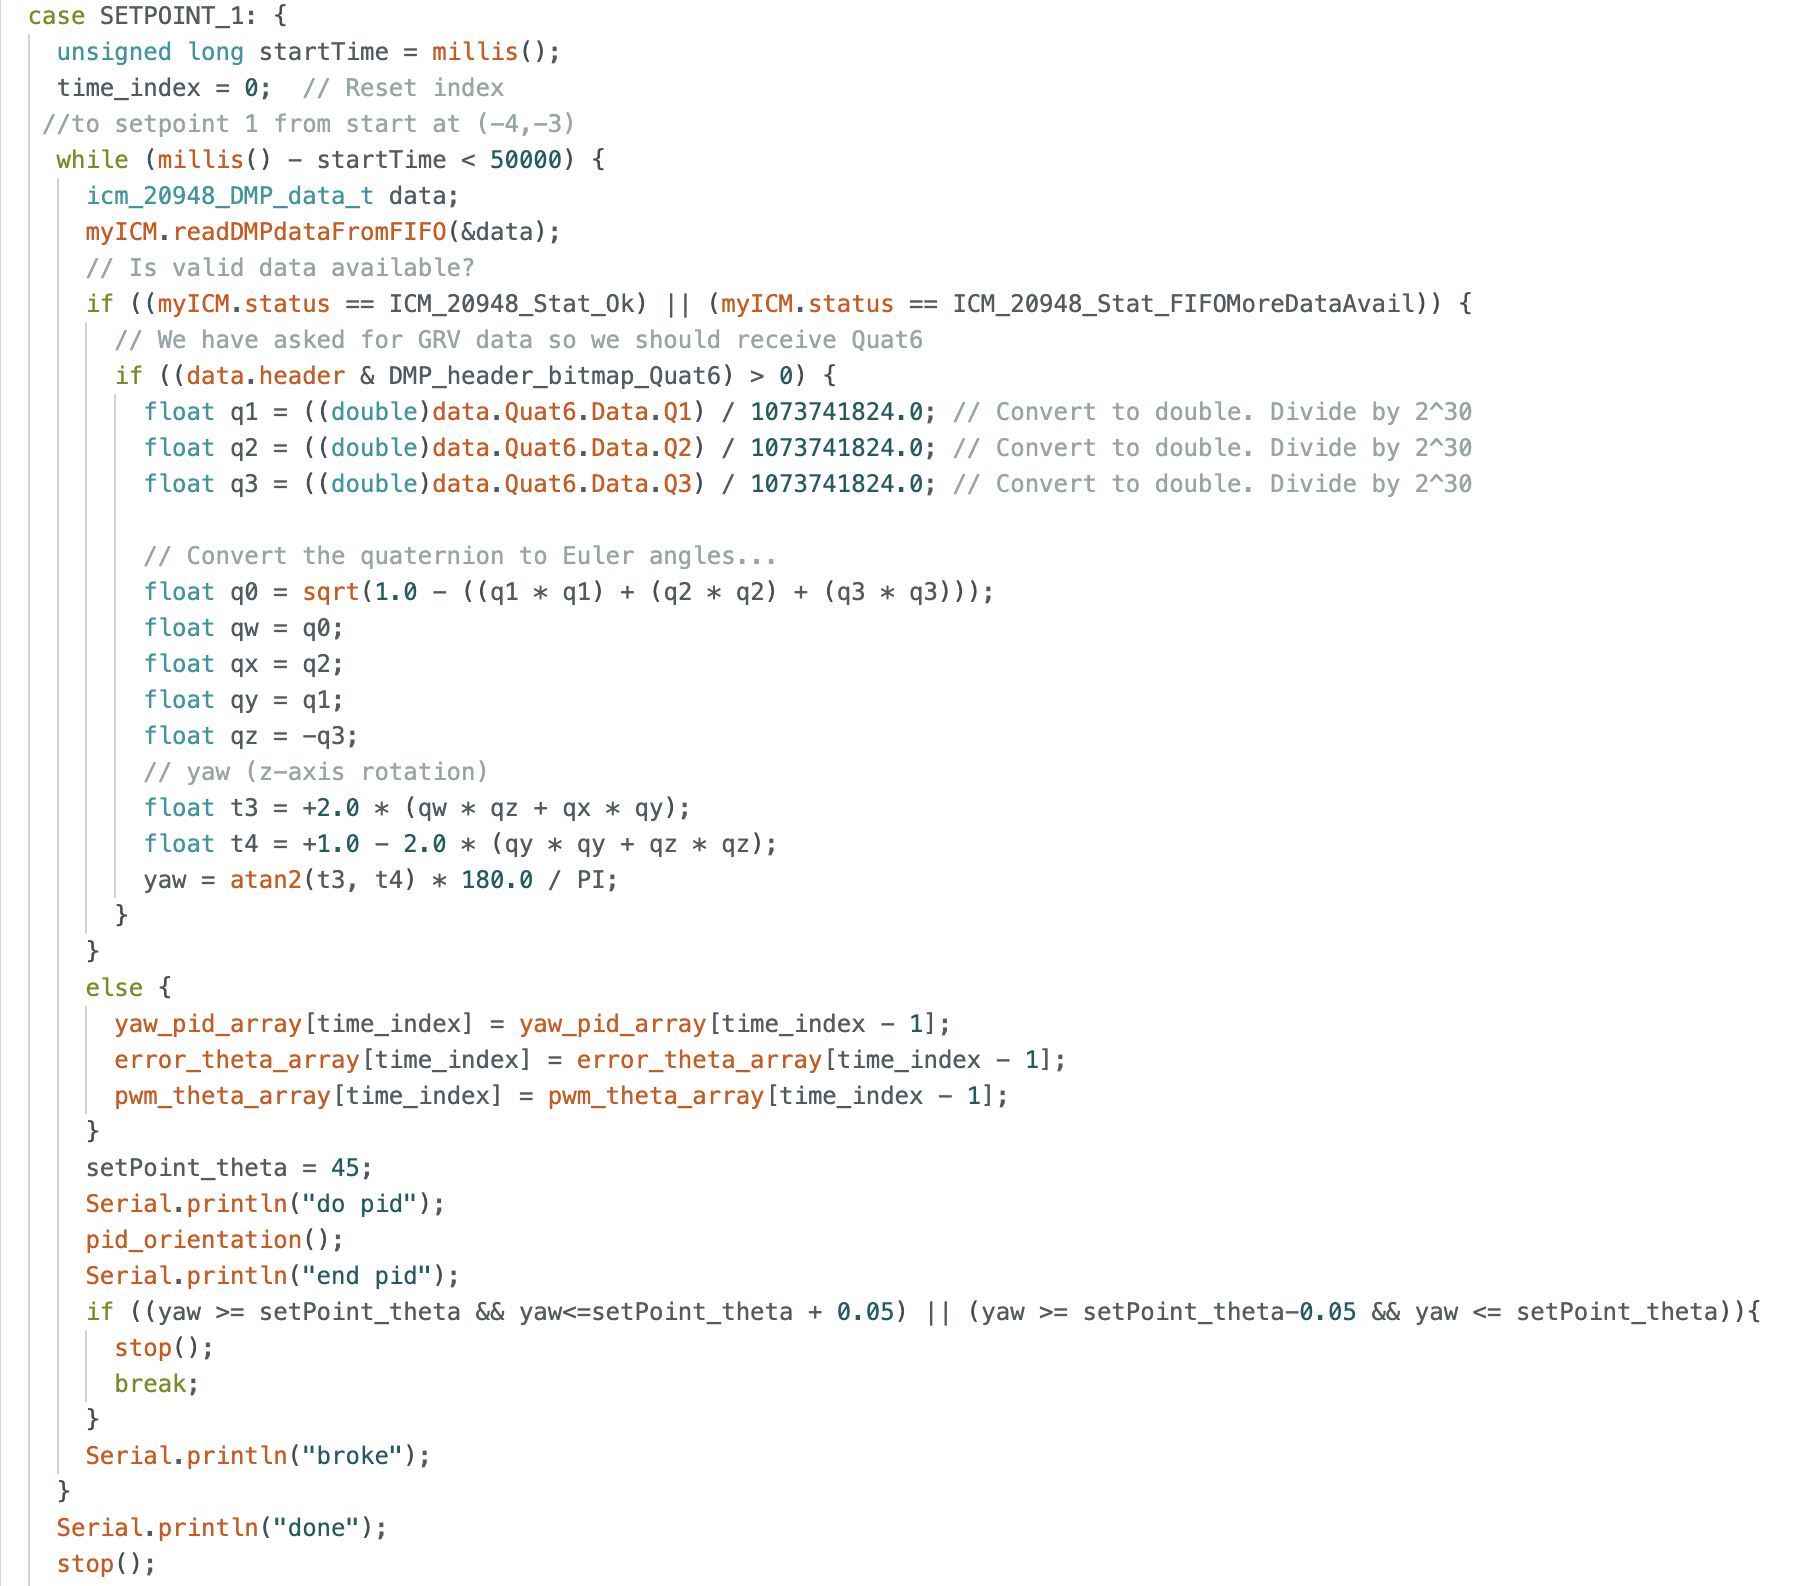 case SETPOINT_1: {
unsigned long startTime = millis();
time_index = 0;  // Reset index
//to setpoint 1 from start at (-4,-3)
while (millis() - startTime < 50000) {
icm_20948_DMP_data_t data;
myICM.readDMPdataFromFIFO(&data);
// Is valid data available?
if ((myICM.status == ICM_20948_Stat_Ok) || (myICM.status == ICM_20948_Stat_FIFOMoreDataAvail)) {
// We have asked for GRV data so we should receive Quat6
if ((data.header & DMP_header_bitmap_Quat6) > 0) {
float q1 = ((double)data.Quat6.Data.Q1) / 1073741824.0; // Convert to double. Divide by 2^30
float q2 = ((double)data.Quat6.Data.Q2) / 1073741824.0; // Convert to double. Divide by 2^30
float q3 = ((double)data.Quat6.Data.Q3) / 1073741824.0; // Convert to double. Divide by 2^30
// Convert the quaternion to Euler angles...
float q0 = sqrt(1.0 - ((q1 * q1) + (q2 * q2) + (q3 * q3)));
float qw = q0;
float qx = q2;
float qy = q1;
float qz = -q3;
// yaw (z-axis rotation)
float t3 = +2.0 * (qw * qz + qx * qy);
float t4 = +1.0 - 2.0 * (qy * qy + qz * qz);
yaw = atan2(t3, t4) * 180.0 / PI;
}
}
else {
yaw_pid_array[time_index] = yaw_pid_array[time_index - 1];
error_theta_array[time_index] = error_theta_array[time_index - 1];
pwm_theta_array[time_index] = pwm_theta_array[time_index - 1];
}
setPoint_theta = 45;
Serial.println("do pid");
pid_orientation();
Serial.println("end pid");
if ((yaw >= setPoint_theta && yaw<=setPoint_theta + 0.05) || (yaw >= setPoint_theta-0.05 && yaw <= setPoint_theta)){
stop();
break;
}
Serial.println("broke");
}
Serial.println("done");
stop();